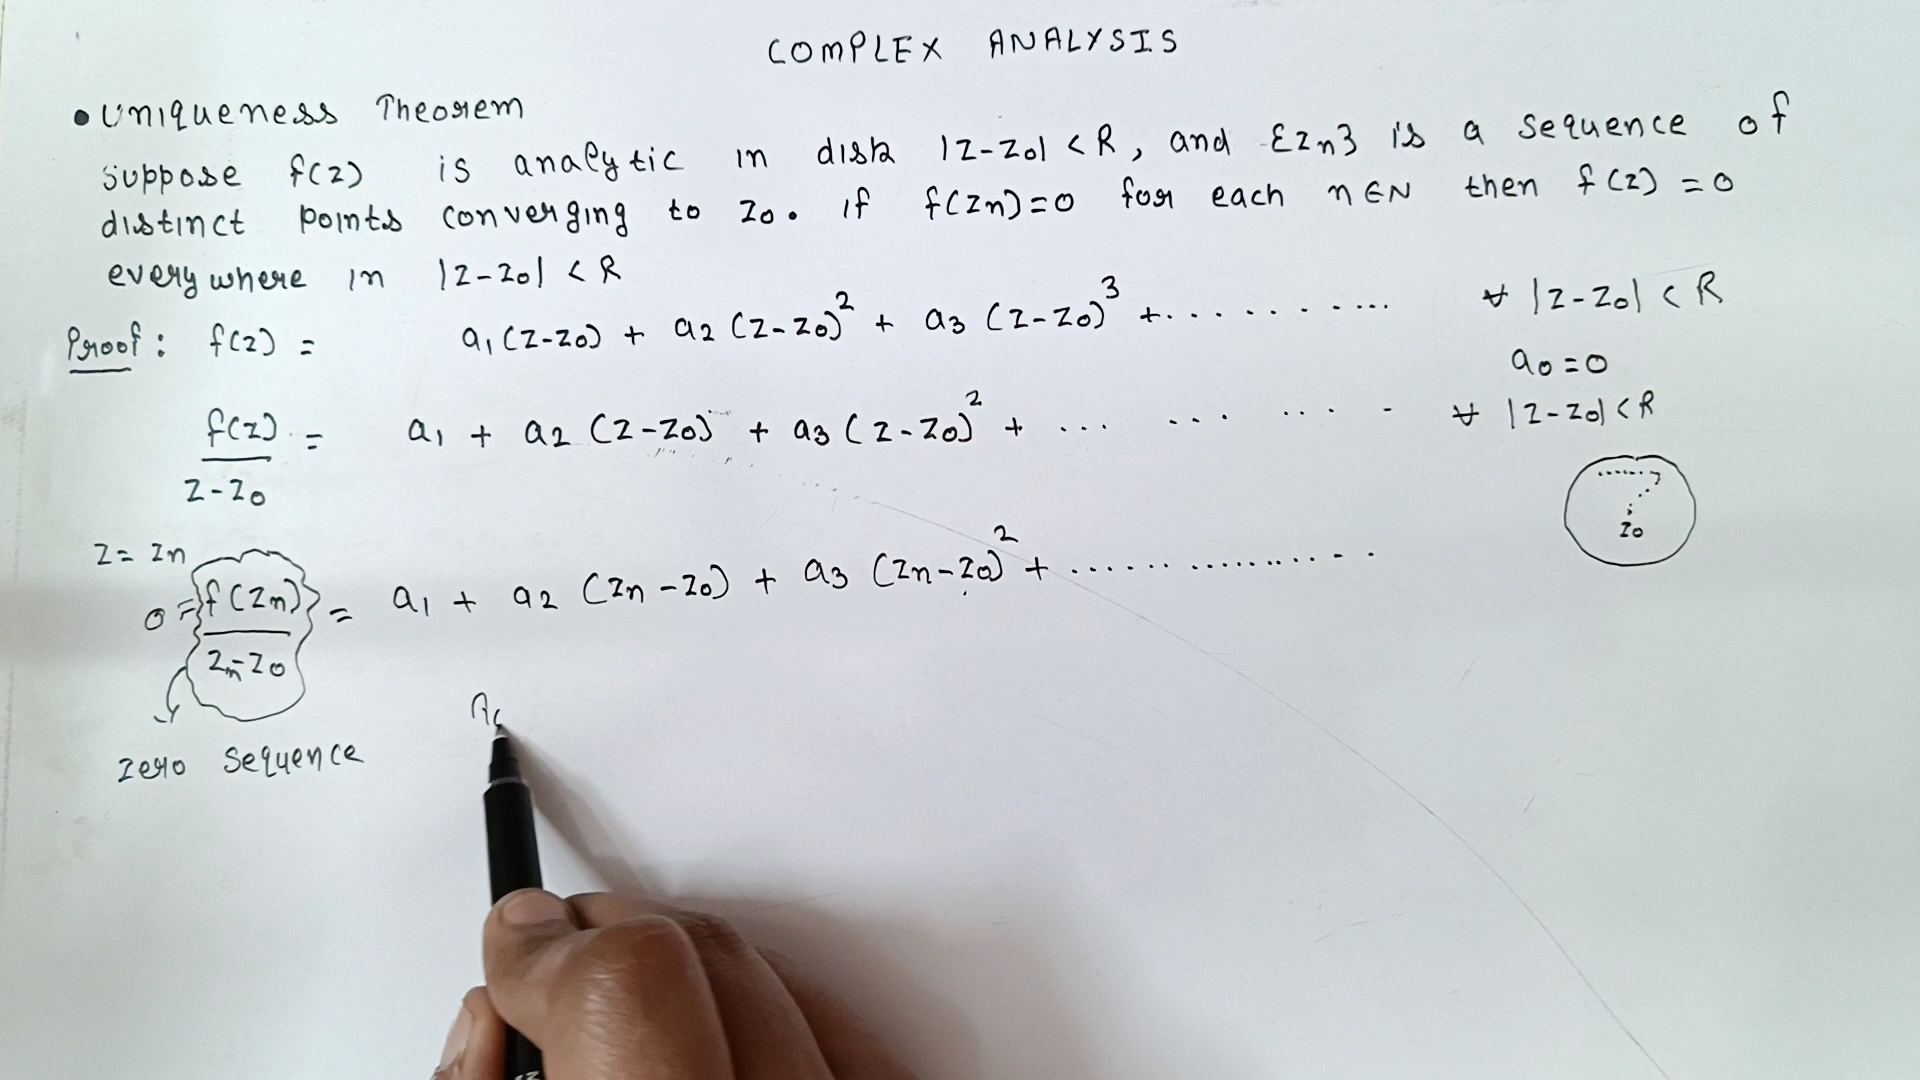 COMPLEX ANALYSIS
• Uniqueness Theorem
suppose f(z) is analytic in disk |z-z₀| < R, and {zn} is a sequence of
distinct points converging to z₀. if f(zn)=0 for each n∈N then f(z) = 0
everywhere in |z-z₀| < R
Proof: f(z) = a₁(z-z₀) + a₂(z-z₀)² + a₃(z-z₀)³ +.......... ∀ |z-z₀| < R
a₀=0
f(z)/z-z₀ = a₁ + a₂(z-z₀) + a₃(z-z₀)² + ... ... ... - ∀ |z-z₀| < R
z₀
z = zn
0 = f(zn)/zn-z₀ = a₁ + a₂(zn-z₀) + a₃(zn-z₀)² + ................
zero sequence